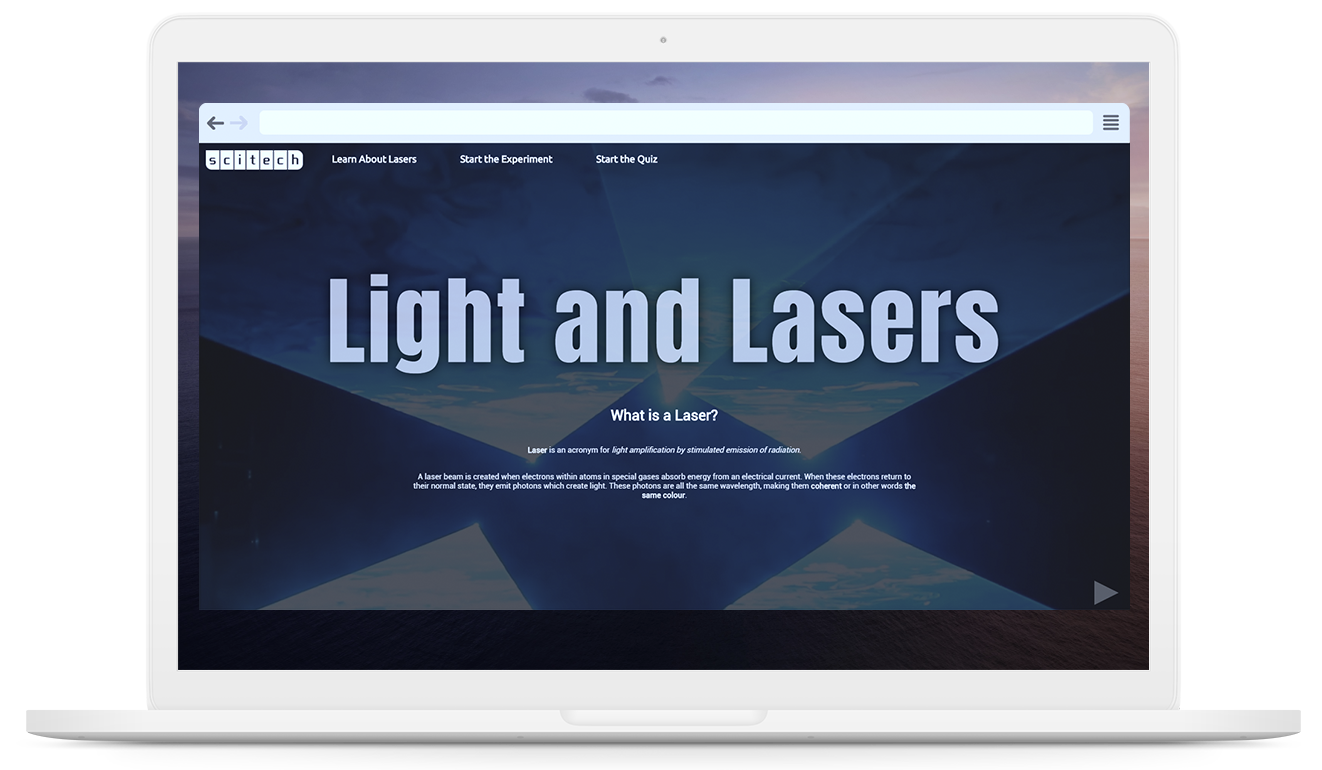 scitech Learn About Lasers Start the Experiment Start the Quiz
Light and Lasers
What is a Laser?
Laser is an acronym for light amplification by stimulated emission of radiation.
A laser beam is created when electrons within atoms in special gases absorb energy from an electrical current. When these electrons return to
their normal state, they emit photons which create light. These photons are all the same wavelength, making them coherent or in other words the
same colour.